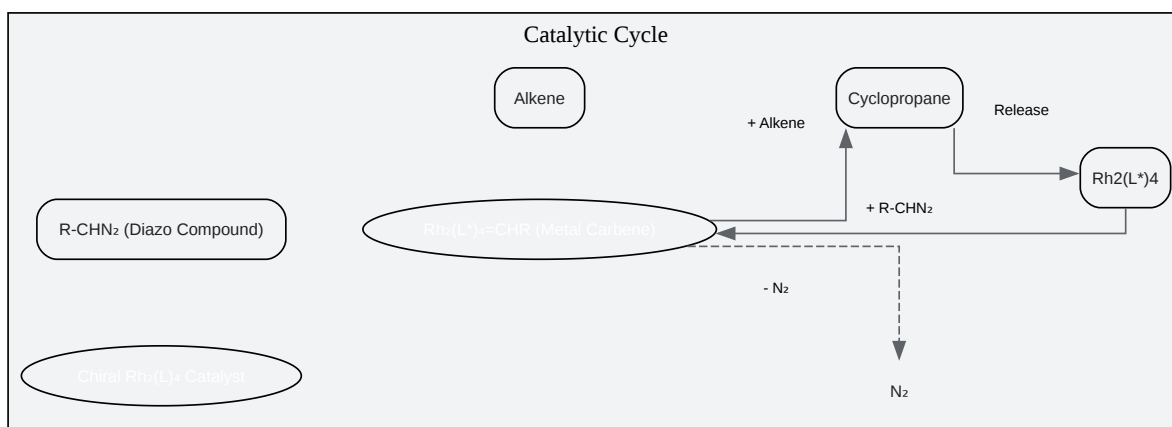 Catalytic Cycle
Alkene
Cyclopropane
+ Alkene
Release
Rh2(L*)4
R-CHN₂ (Diazo Compound)
Rh₂(L*)₄=CHR (Metal Carbene)
+ R-CHN₂
- N₂
Chiral Rh₂(L)₄ Catalyst
N₂